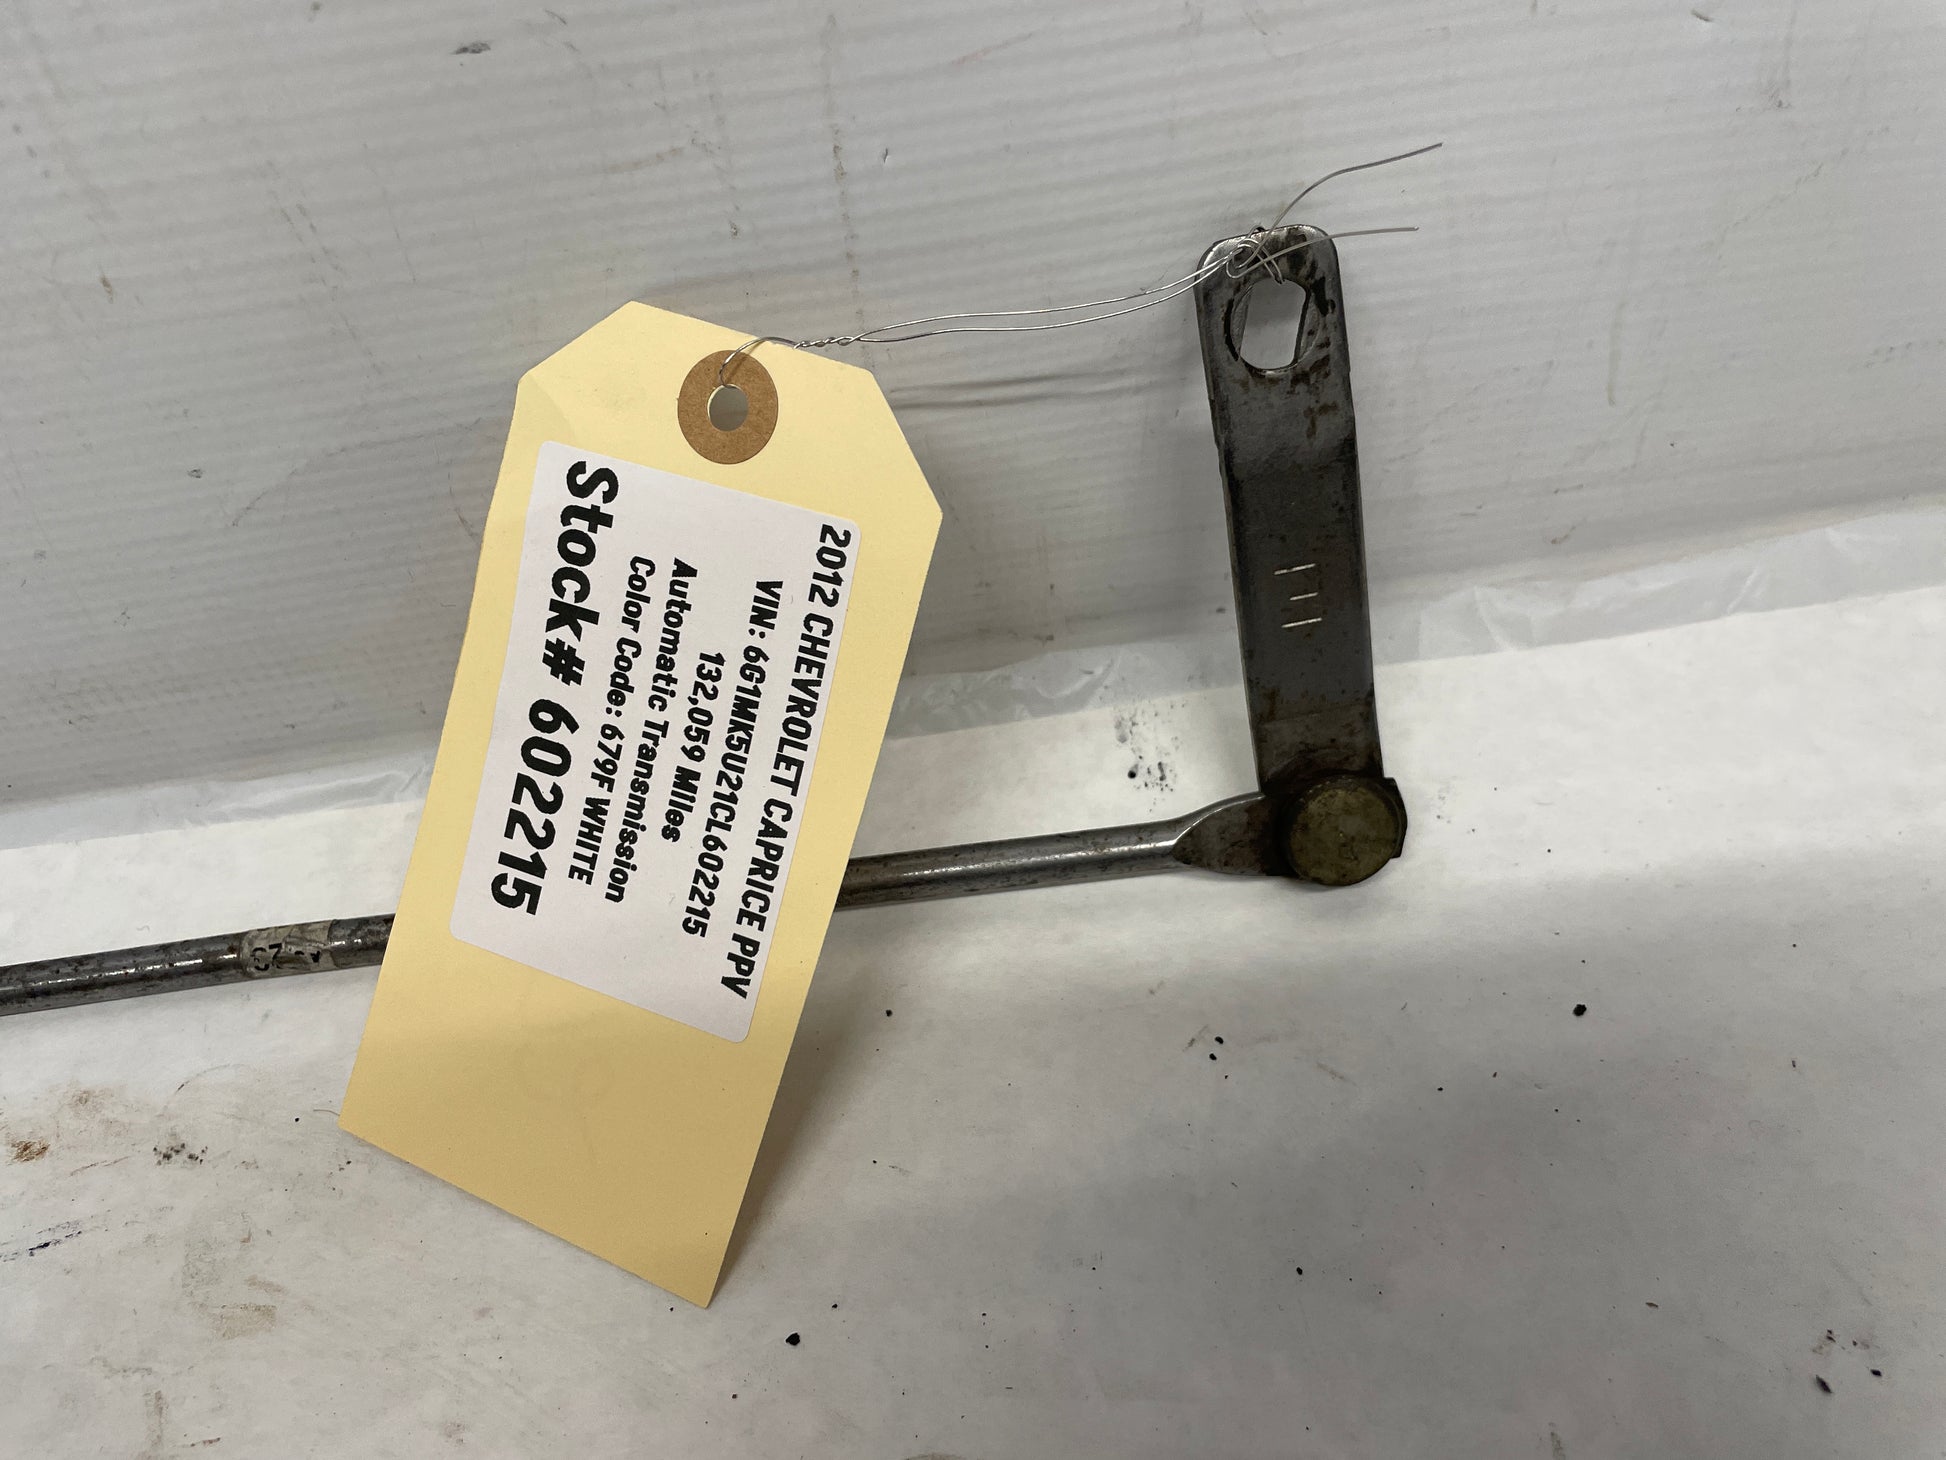 2012 CHEVROLET CAPRICE PPV
VIN: 6G1MK5U21CL602215
132,059 Miles
Automatic Transmission
Color Code: 679F WHITE
Stock# 602215